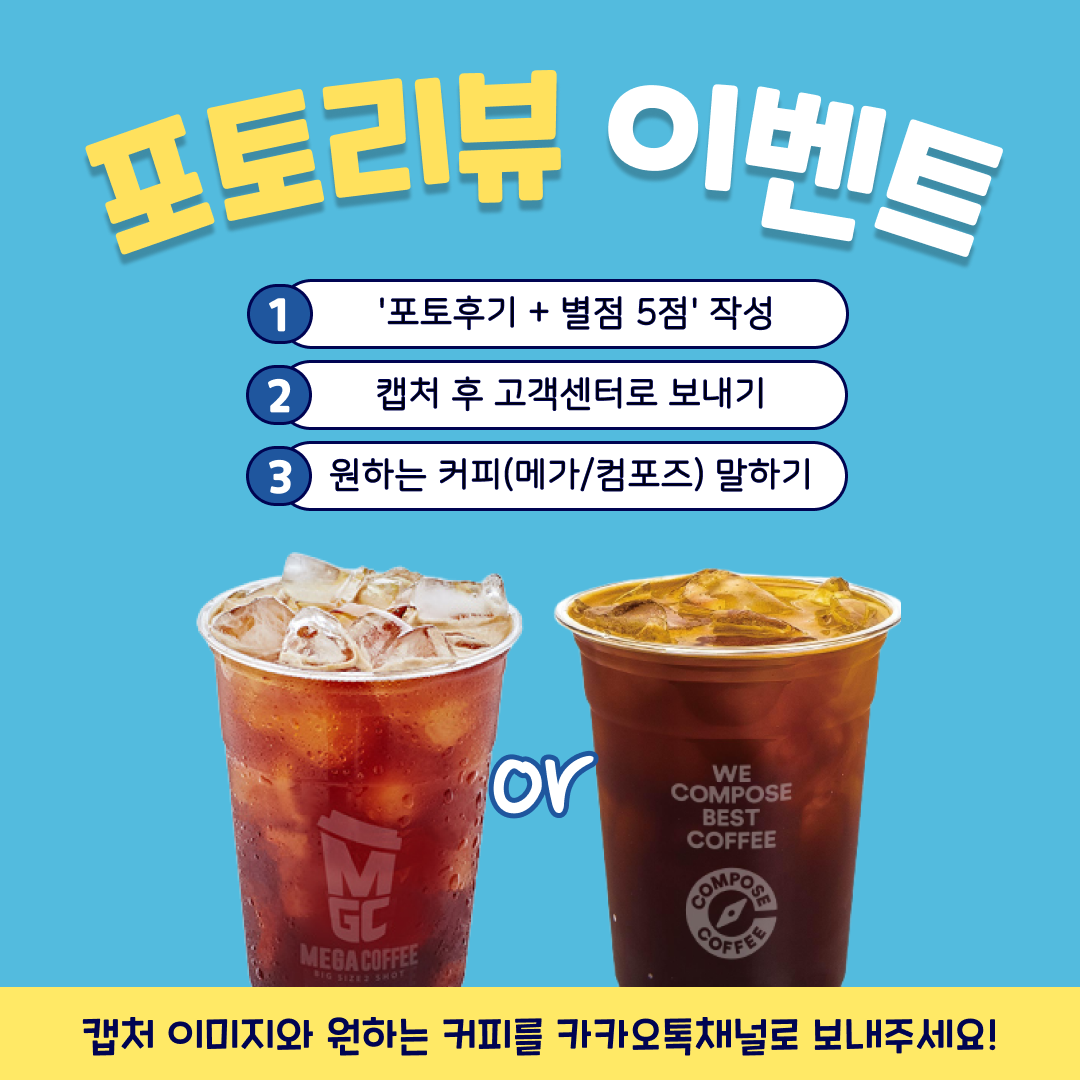 포토리뷰 이벤트
1 '포토후기 + 별점 5점' 작성
2 캡처 후 고객센터로 보내기
3 원하는 커피(메가/컴포즈) 말하기
or
WE
COMPOSE
BEST
COFFEE
COMPOSE
COFFEE
M
GC
MEGA COFFEE
BIG SIZE 2 SHOT
캡처 이미지와 원하는 커피를 카카오톡채널로 보내주세요!